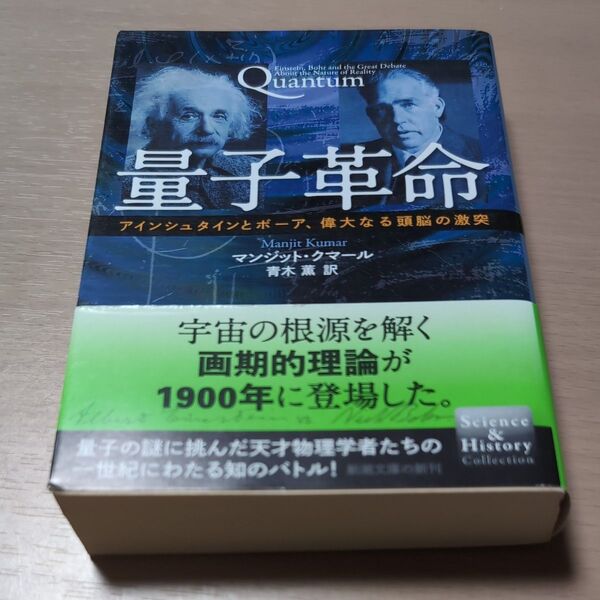 Einstein, Bohr and the Great Debate
About the Nature of Reality
Quantum
量子革命
アインシュタインとボーア、偉大なる頭脳の激突
Manjit Kumar
マンジット・クマール
青木 薫 訳
宇宙の根源を解く
画期的理論が
1900年に登場した。
Albert Einstein vs Niels Bohr
Science
&
History
Collection
量子の謎に挑んだ天才物理学者たちの
一世紀にわたる知のバトル!
新潮文庫の新刊